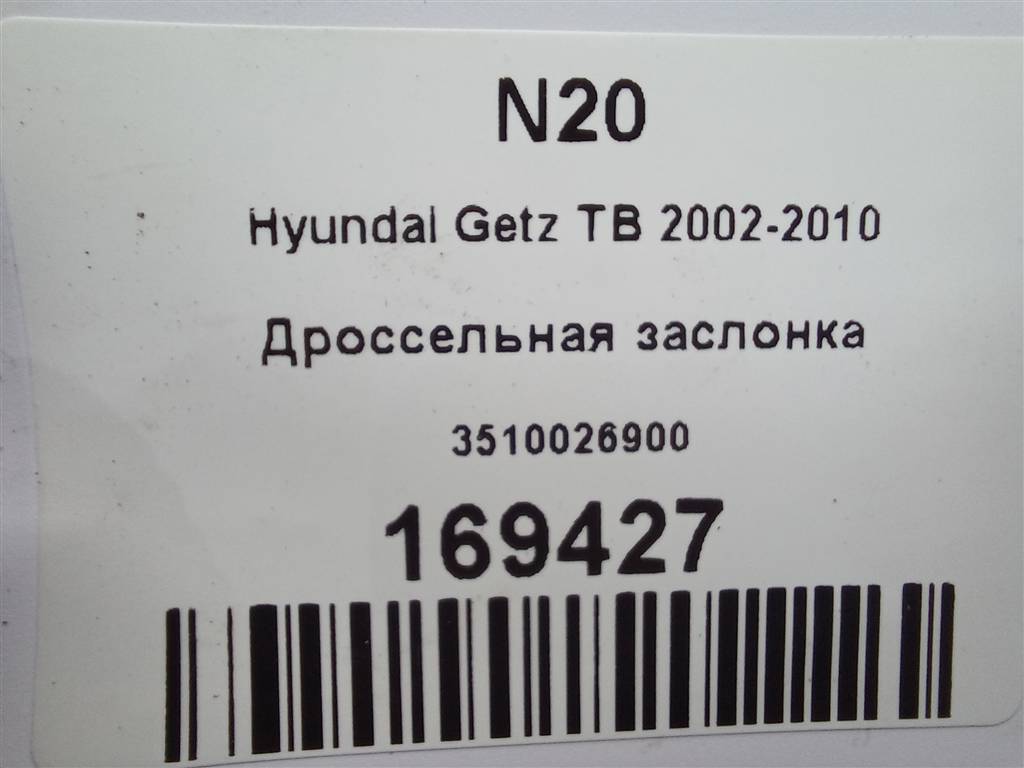 N20
Hyundai Getz TB 2002-2010
Дроссельная заслонка
3510026900
169427